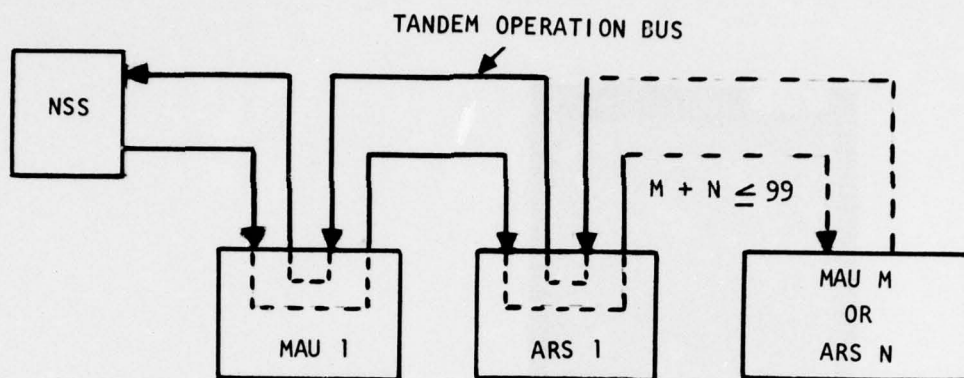 TANDEM OPERATION BUS
NSS
M + N ≤ 99
MAU 1
ARS 1
MAU M
OR
ARS N